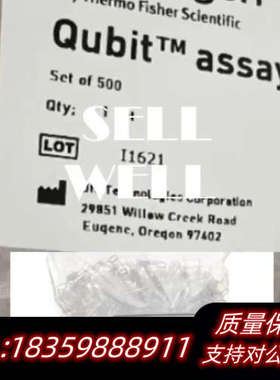 Thermo Fisher Scientific
Qubit™ assay
Set of 500
Qty:
SELL
WELL
LOT
I1621
Technologies Corporation
29851 Willow Creek Road
Eugene, Oregon 97402
质量保
:18359888911
支持对公